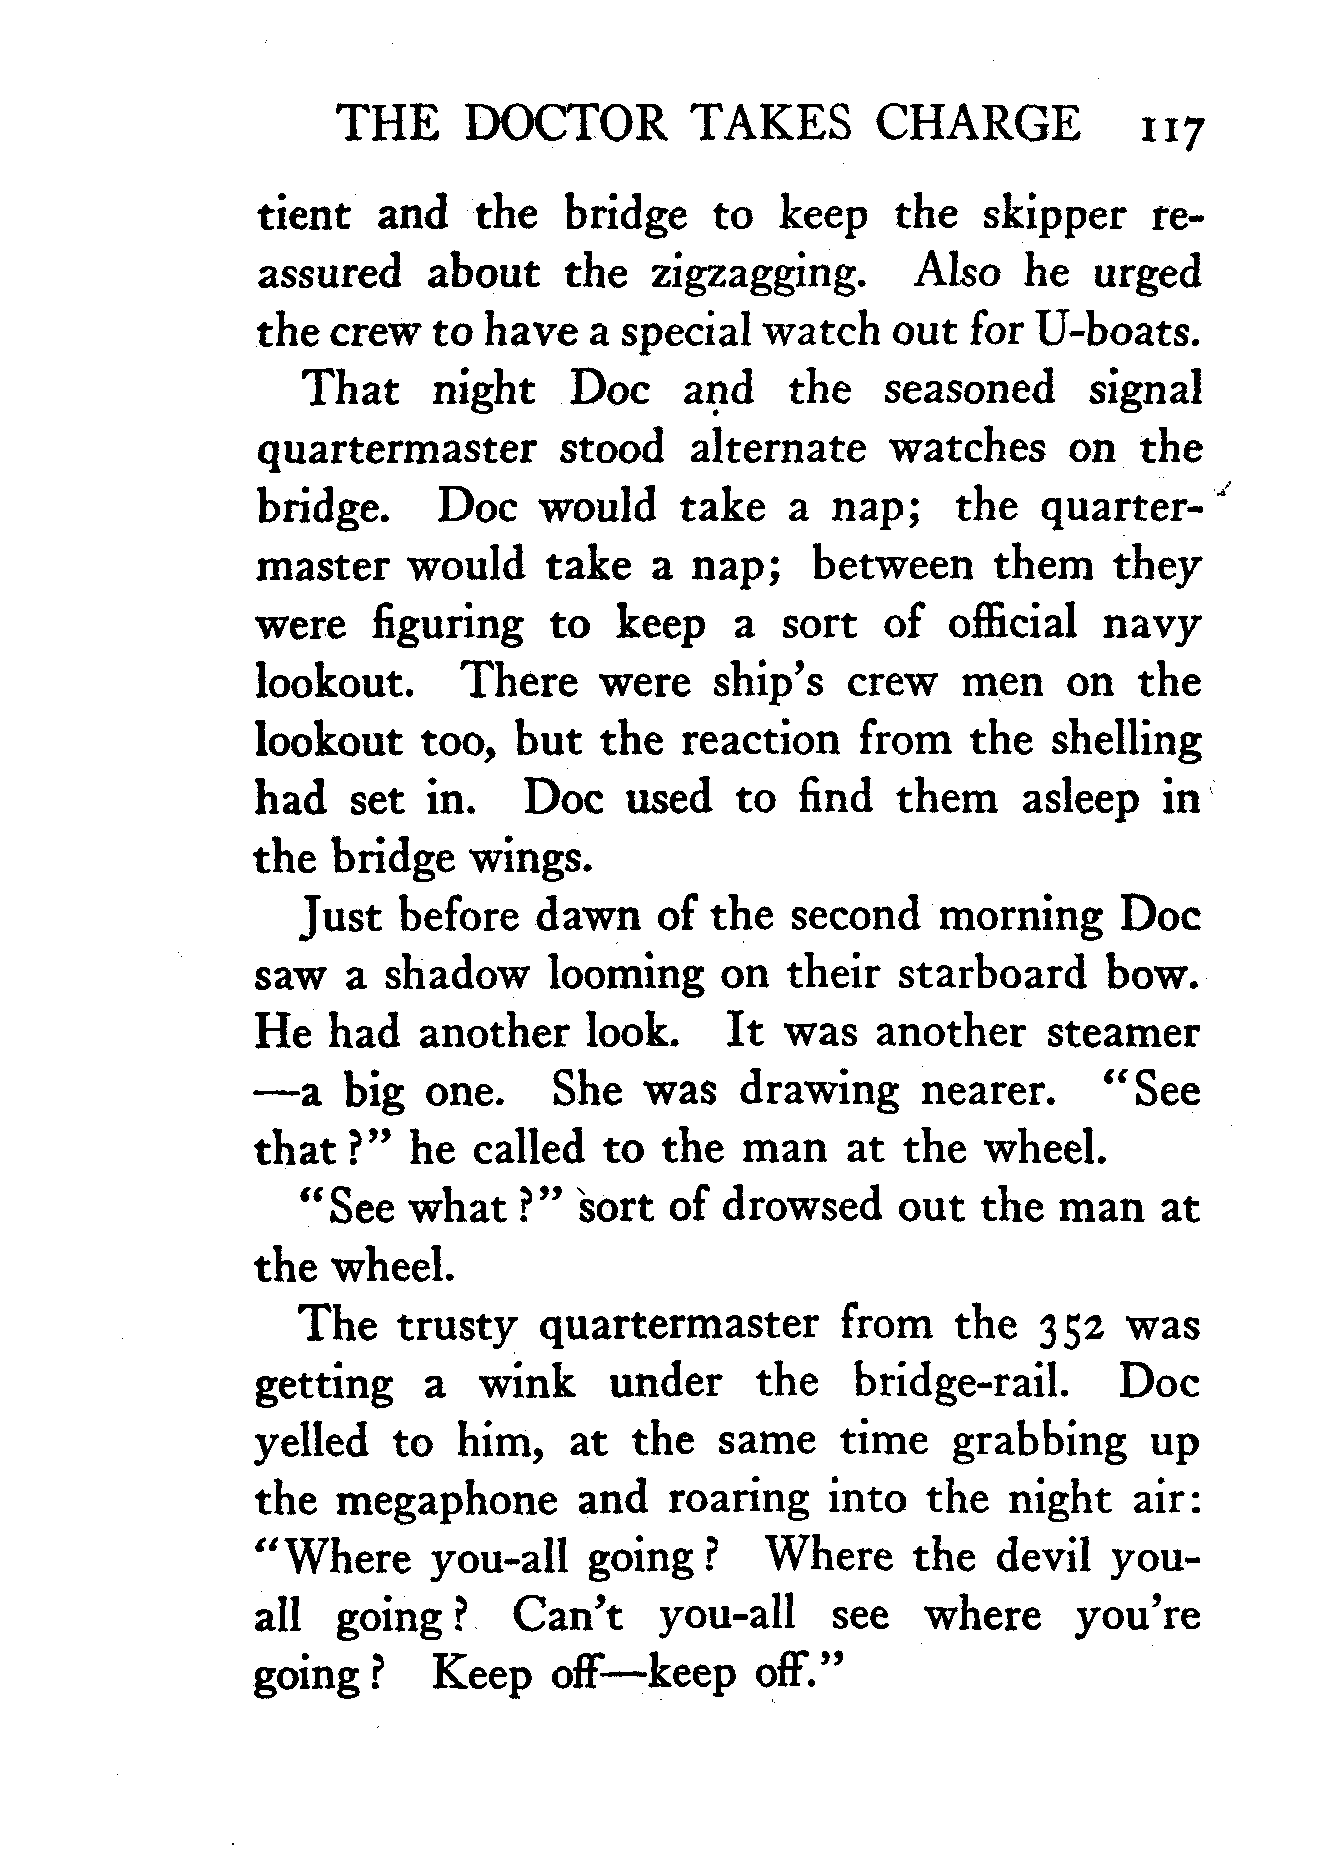 THE DOCTOR TAKES CHARGE 117
tient and the bridge to keep the skipper re-
assured about the zigzagging. Also he urged
the crew to have a special watch out for U-boats.
That night Doc and the seasoned signal
quartermaster stood alternate watches on the
bridge. Doc would take a nap; the quarter-
master would take a nap; between them they
were figuring to keep a sort of official navy
lookout. There were ship's crew men on the
lookout too, but the reaction from the shelling
had set in. Doc used to find them asleep in
the bridge wings.
Just before dawn of the second morning Doc
saw a shadow looming on their starboard bow.
He had another look. It was another steamer
—a big one. She was drawing nearer. "See
that?" he called to the man at the wheel.
"See what?" sort of drowsed out the man at
the wheel.
The trusty quartermaster from the 352 was
getting a wink under the bridge-rail. Doc
yelled to him, at the same time grabbing up
the megaphone and roaring into the night air:
"Where you-all going? Where the devil you-
all going? Can't you-all see where you're
going? Keep off—keep off."